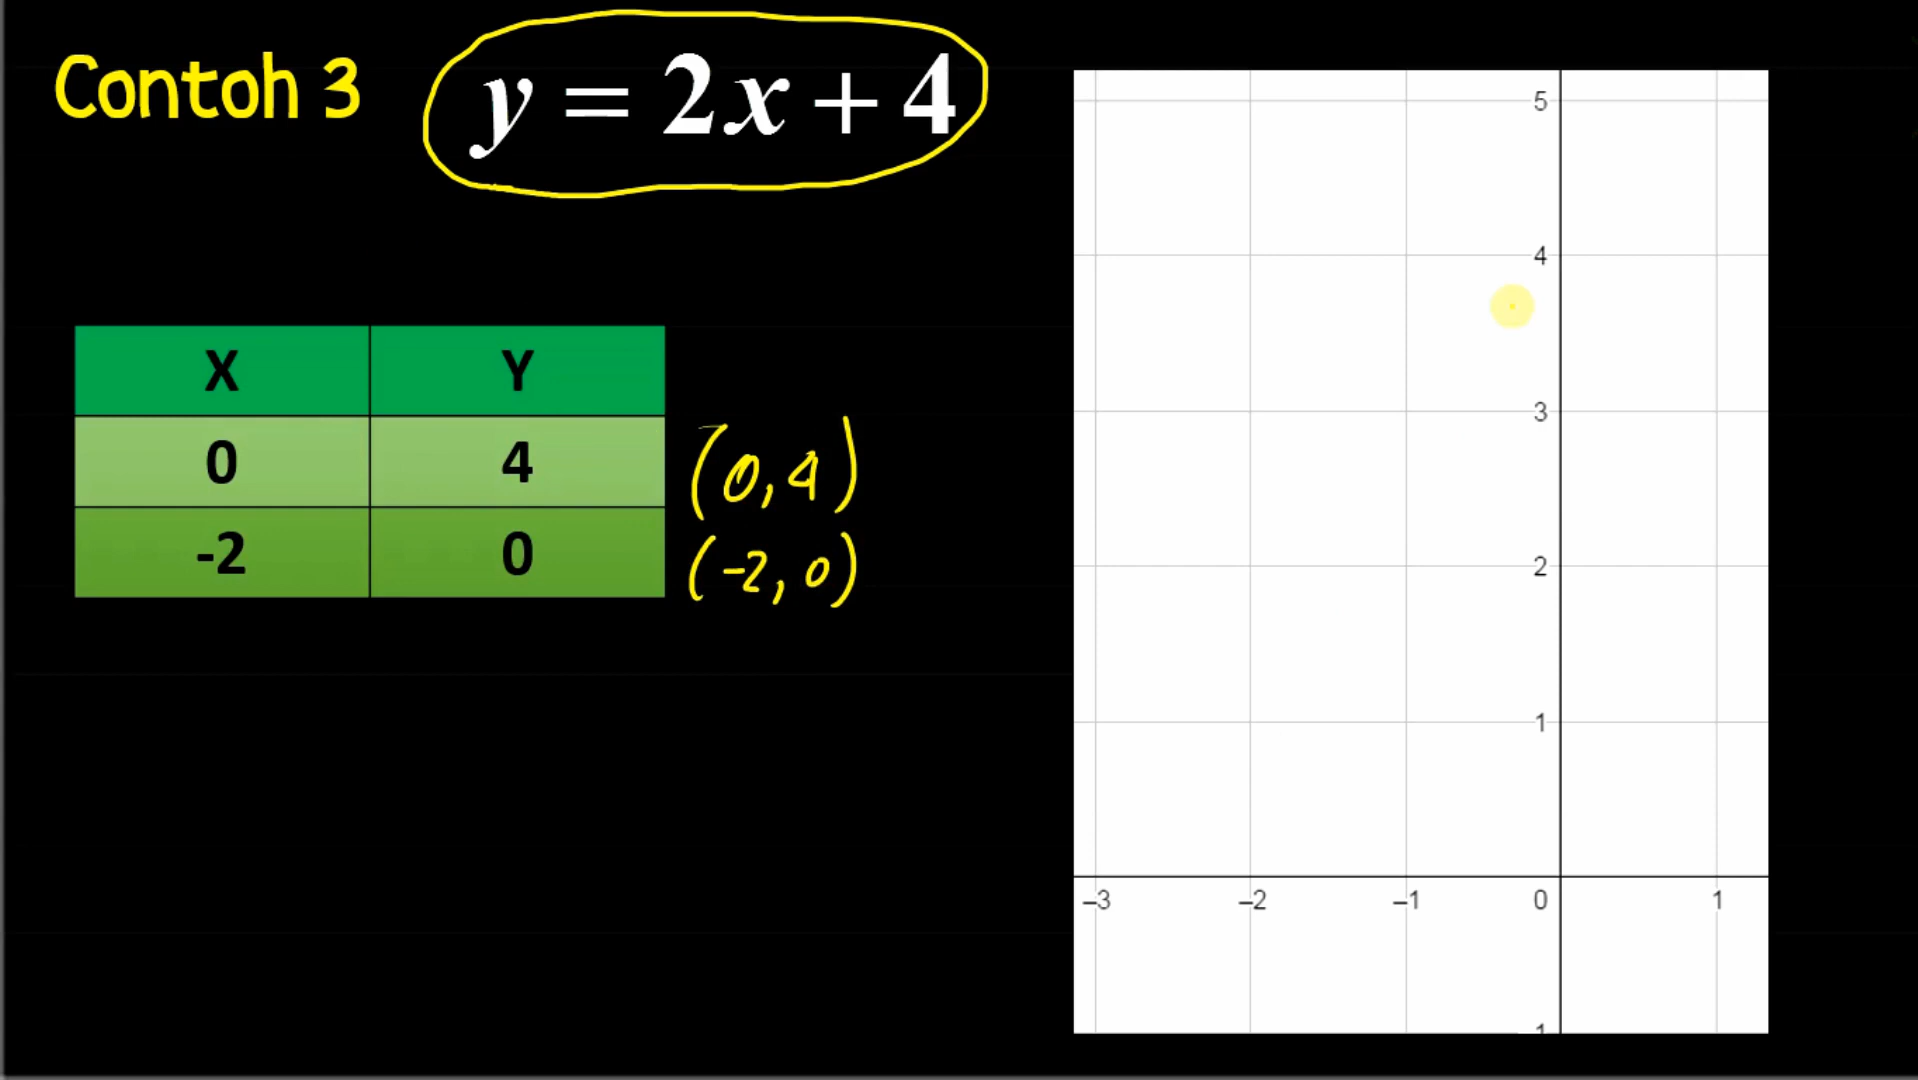 Contoh 3
y = 2x + 4
X Y
0 4 (0,4)
-2 0 (-2,0)
5
4
3
2
1
–3 –2 –1 0 1